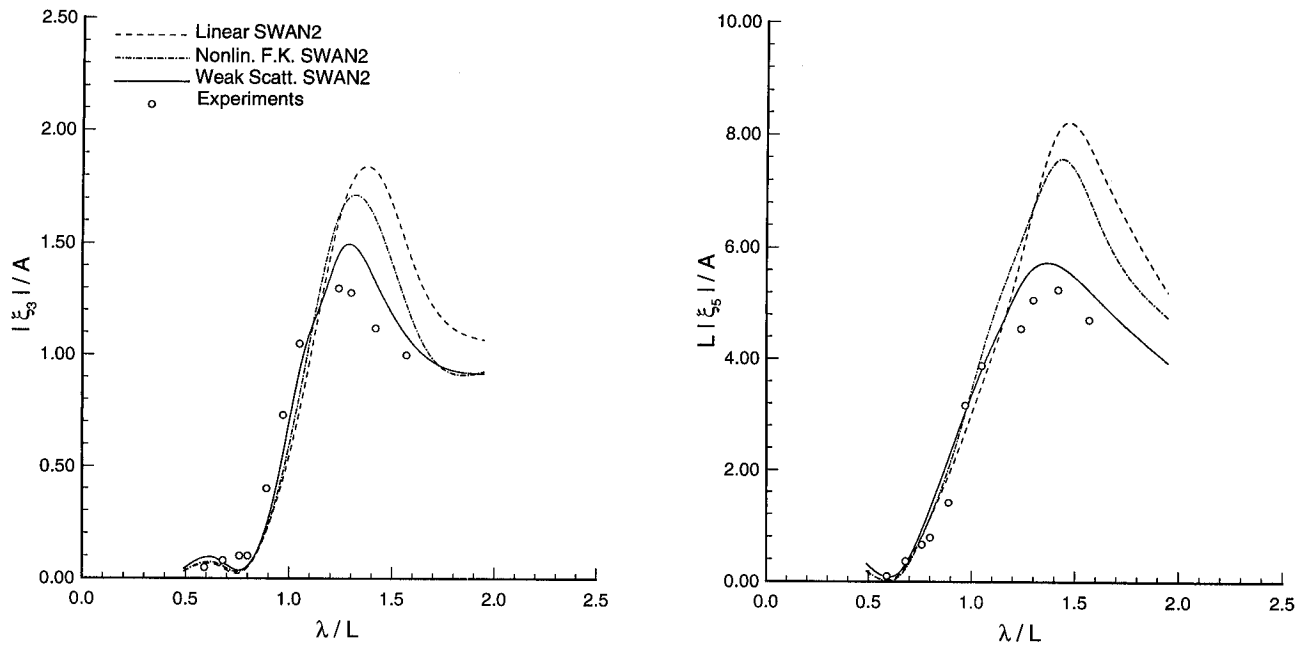 2.50
2.00
1.50
1.00
0.50
0.00
| ξ₃ | / A
Linear SWAN2
Nonlin. F.K. SWAN2
Weak Scatt. SWAN2
Experiments
0.0 0.5 1.0 1.5 2.0 2.5
λ / L
10.00
8.00
6.00
4.00
2.00
0.00
L | ξ₅ | / A
0.0 0.5 1.0 1.5 2.0 2.5
λ / L